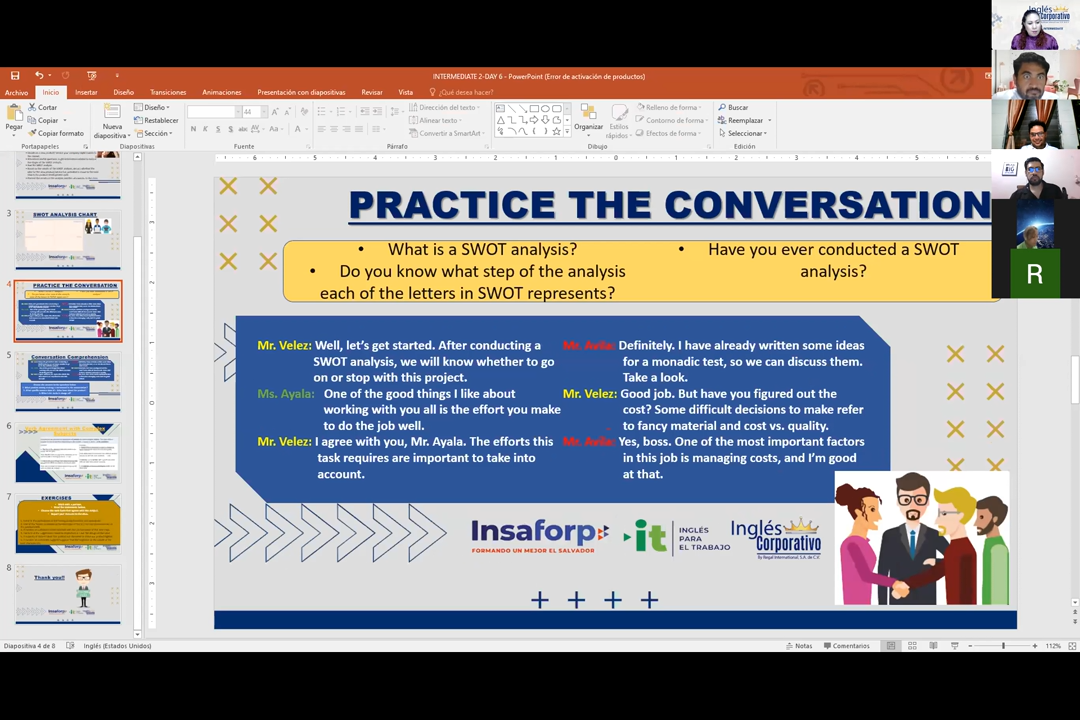 Inglés
Corporativo
INTERMEDIATE 2-DAY 6 - PowerPoint (Error de activación de productos)
Archivo Inicio Insertar Diseño Transiciones Animaciones Presentación con diapositivas Revisar Vista ¿Qué desea hacer?
Cortar
Copiar
Copiar formato
Pegar
Portapapeles
Nueva
diapositiva
Diseño
Restablecer
Sección
Diapositivas
44
N K S S abc AV Aa A
Fuente
Dirección del texto
Alinear texto
Convertir a SmartArt
Párrafo
Organizar
Estilos
rápidos
Relleno de forma
Contorno de forma
Efectos de forma
Dibujo
Buscar
Reemplazar
Seleccionar
Edición
3
SWOT ANALYSIS CHART
4
PRACTICE THE CONVERSATION
5
Conversation Comprehension
6
7
EXERCISES
8
Thank you!!
PRACTICE THE CONVERSATION
• What is a SWOT analysis?
• Do you know what step of the analysis
each of the letters in SWOT represents?
• Have you ever conducted a SWOT
analysis?
Mr. Velez: Well, let's get started. After conducting a
SWOT analysis, we will know whether to go
on or stop with this project.
Ms. Ayala: One of the good things I like about
working with you all is the effort you make
to do the job well.
Mr. Velez: I agree with you, Mr. Ayala. The efforts this
task requires are important to take into
account.
Mr. Avila: Definitely. I have already written some ideas
for a monadic test, so we can discuss them.
Take a look.
Mr. Velez: Good job. But have you figured out the
cost? Some difficult decisions to make refer
to fancy material and cost vs. quality.
Mr. Avila: Yes, boss. One of the most important factors
in this job is managing costs, and I'm good
at that.
Insaforp
FORMANDO UN MEJOR EL SALVADOR
it
INGLÉS
PARA
EL TRABAJO
Inglés
Corporativo
By Regal International, S.A. de C.V.
R
Diapositiva 4 de 8 Inglés (Estados Unidos) Notas Comentarios 112%